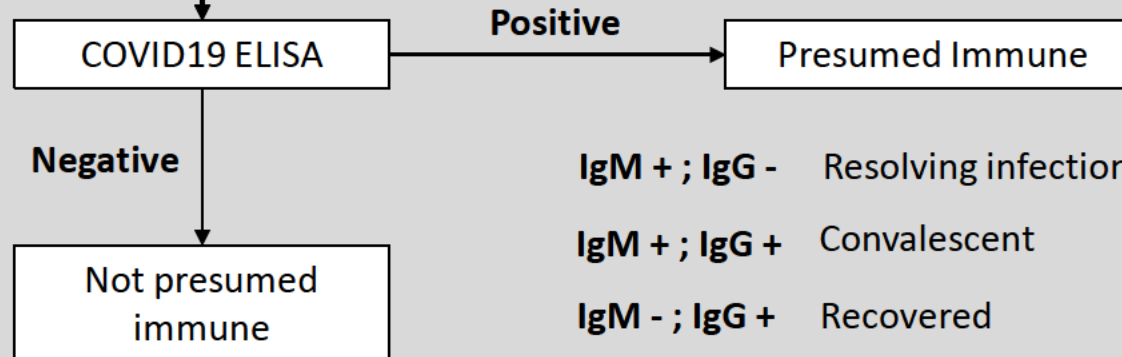 Positive
COVID19 ELISA
Presumed Immune
Negative
IgM + ; IgG - Resolving infection
IgM + ; IgG + Convalescent
Not presumed
immune
IgM - ; IgG + Recovered